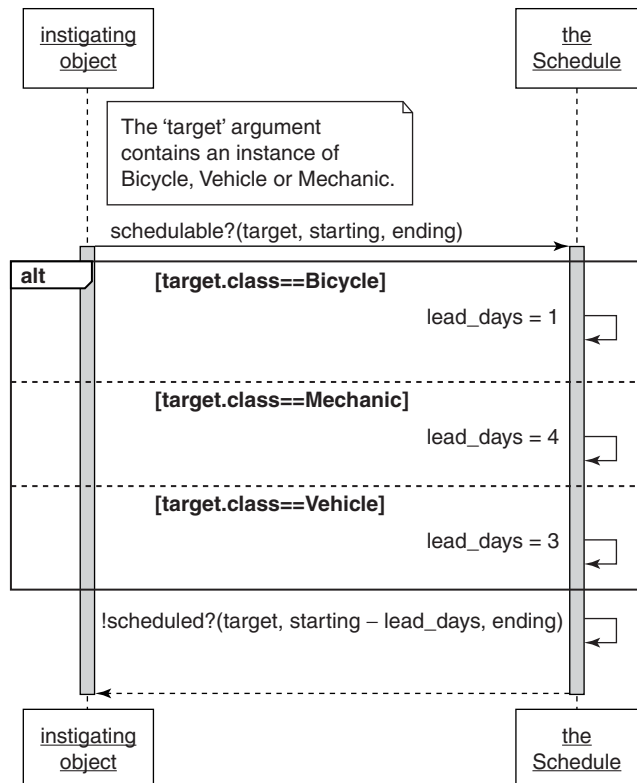 instigating
object
the
Schedule
The ‘target’ argument
contains an instance of
Bicycle, Vehicle or Mechanic.
schedulable?(target, starting, ending)
alt
[target.class==Bicycle]
lead_days = 1
[target.class==Mechanic]
lead_days = 4
[target.class==Vehicle]
lead_days = 3
!scheduled?(target, starting – lead_days, ending)
instigating
object
the
Schedule